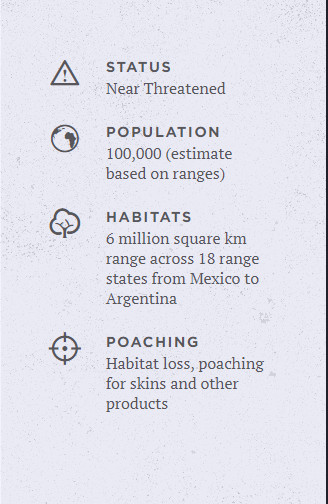 STATUS
Near Threatened
POPULATION
100,000 (estimate
based on ranges)
HABITATS
6 million square km
range across 18 range
states from Mexico to
Argentina
POACHING
Habitat loss, poaching
for skins and other
products